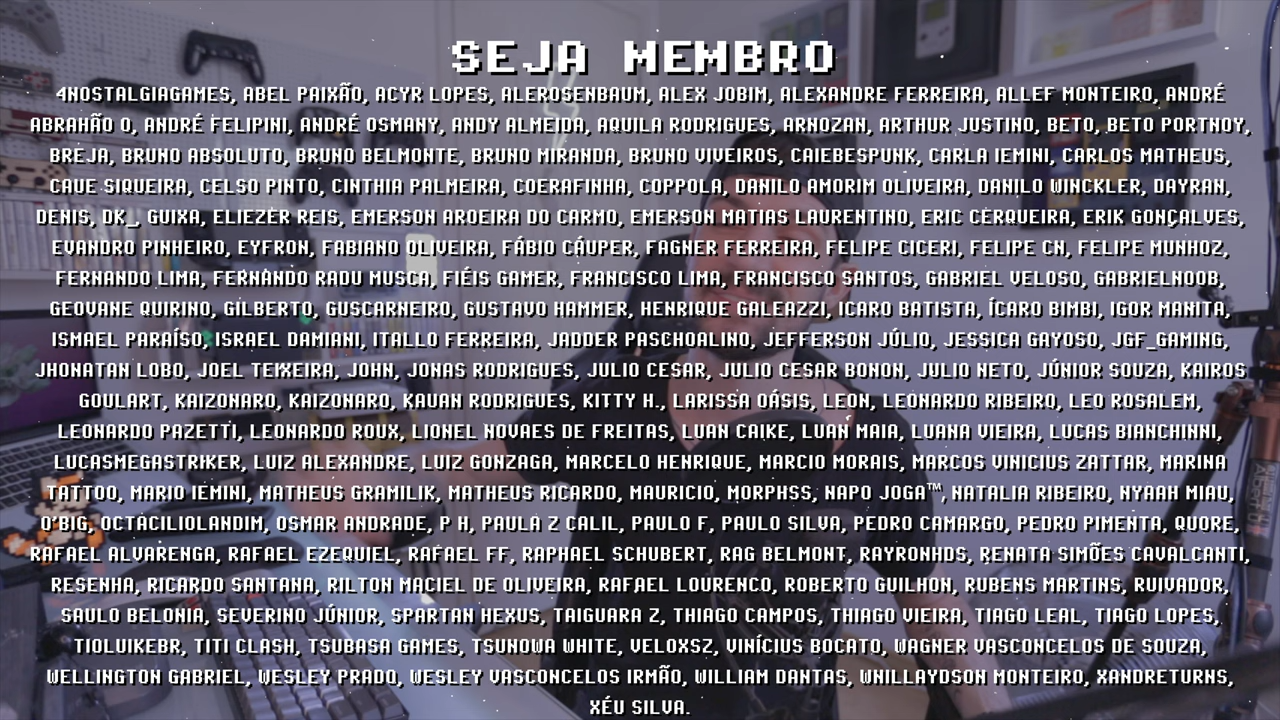 SEJA MEMBRO
4NOSTALGIAGAMES, ABEL PAIXÃO, ACYR LOPES, ALEROSENBAUM, ALEX JOBIM, ALEXANDRE FERREIRA, ALLEF MONTEIRO, ANDRÉ
ABRAHÃO O, ANDRÉ FELIPINI, ANDRÉ OSMANY, ANDY ALMEIDA, AQUILA RODRIGUES, ARNOZAN, ARTHUR JUSTINO, BETO, BETO PORTNOY,
BREJA, BRUNO ABSOLUTO, BRUNO BELMONTE, BRUNO MIRANDA, BRUNO VIVEIROS, CAIEBESPUNK, CARLA IEMINI, CARLOS MATHEUS,
CAUE SIQUEIRA, CELSO PINTO, CINTHIA PALMEIRA, COERAFINHA, COPPOLA, DANILO AMORIM OLIVEIRA, DANILO WINCKLER, DAYRAN,
DENIS, DK_, GUIXA, ELIEZER REIS, EMERSON AROEIRA DO CARMO, EMERSON MATIAS LAURENTINO, ERIC CERQUEIRA, ERIK GONÇALVES,
EVANDRO PINHEIRO, EYFRON, FABIANO OLIVEIRA, FÁBIO CÁUPER, FAGNER FERREIRA, FELIPE CICERI, FELIPE CN, FELIPE MUNHOZ,
FERNANDO LIMA, FERNANDO RADU MUSCA, FIÉIS GAMER, FRANCISCO LIMA, FRANCISCO SANTOS, GABRIEL VELOSO, GABRIELNOOB,
GEOVANE QUIRINO, GILBERTO, GUSCARNEIRO, GUSTAVO HAMMER, HENRIQUE GALEAZZI, ICARO BATISTA, ÍCARO BIMBI, IGOR MANITA,
ISMAEL PARAÍSO, ISRAEL DAMIANI, ITALLO FERREIRA, JADDER PASCHOALINO, JEFFERSON JÚLIO, JESSICA GAYOSO, JGF_GAMING,
JHONATAN LOBO, JOEL TEIXEIRA, JOHN, JONAS RODRIGUES, JULIO CESAR, JULIO CESAR BONON, JULIO NETO, JÚNIOR SOUZA, KAIROS
GOULART, KAIZONARO, KAIZONARO, KAUAN RODRIGUES, KITTY H., LARISSA OÁSIS, LEON, LEONARDO RIBEIRO, LEO ROSALEM,
LEONARDO PAZETTI, LEONARDO ROUX, LIONEL NOVAES DE FREITAS, LUAN CAIKE, LUAN MAIA, LUANA VIEIRA, LUCAS BIANCHINNI,
LUCASMEGASTRIKER, LUIZ ALEXANDRE, LUIZ GONZAGA, MARCELO HENRIQUE, MARCIO MORAIS, MARCOS VINICIUS ZATTAR, MARINA
TATTOO, MARIO IEMINI, MATHEUS GRAMILIK, MATHEUS RICARDO, MAURICIO, MORPHSS, NAPO JOGA™, NATALIA RIBEIRO, NYAAH MIAU,
O'BIG, OCTACILIOLANDIM, OSMAR ANDRADE, P H, PAULA Z CALIL, PAULO F, PAULO SILVA, PEDRO CAMARGO, PEDRO PIMENTA, QUORE,
RAFAEL ALVARENGA, RAFAEL EZEQUIEL, RAFAEL FF, RAPHAEL SCHUBERT, RAG BELMONT, RAYRONHDS, RENATA SIMÕES CAVALCANTI,
RESENHA, RICARDO SANTANA, RILTON MACIEL DE OLIVEIRA, RAFAEL LOURENCO, ROBERTO GUILHON, RUBENS MARTINS, RUIVADOR,
SAULO BELONIA, SEVERINO JÚNIOR, SPARTAN HEXUS, TAIGUARA Z, THIAGO CAMPOS, THIAGO VIEIRA, TIAGO LEAL, TIAGO LOPES,
TIOLUIKEBR, TITI CLASH, TSUBASA GAMES, TSUNOWA WHITE, VELOXSZ, VINÍCIUS BOCATO, WAGNER VASCONCELOS DE SOUZA,
WELLINGTON GABRIEL, WESLEY PRADO, WESLEY VASCONCELOS IRMÃO, WILLIAM DANTAS, WNILLAYDSON MONTEIRO, XANDRETURNS,
XÉU SILVA.